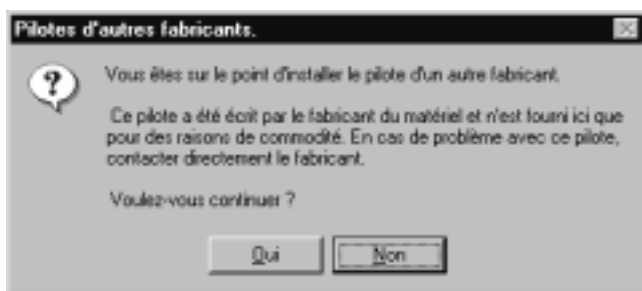 Pilotes d'autres fabricants.
Vous êtes sur le point d'installer le pilote d'un autre fabricant.
Ce pilote a été écrit par le fabricant du matériel et n'est fourni ici que
pour des raisons de commodité. En cas de problème avec ce pilote,
contacter directement le fabricant.
Voulez-vous continuer ?
Oui
Non